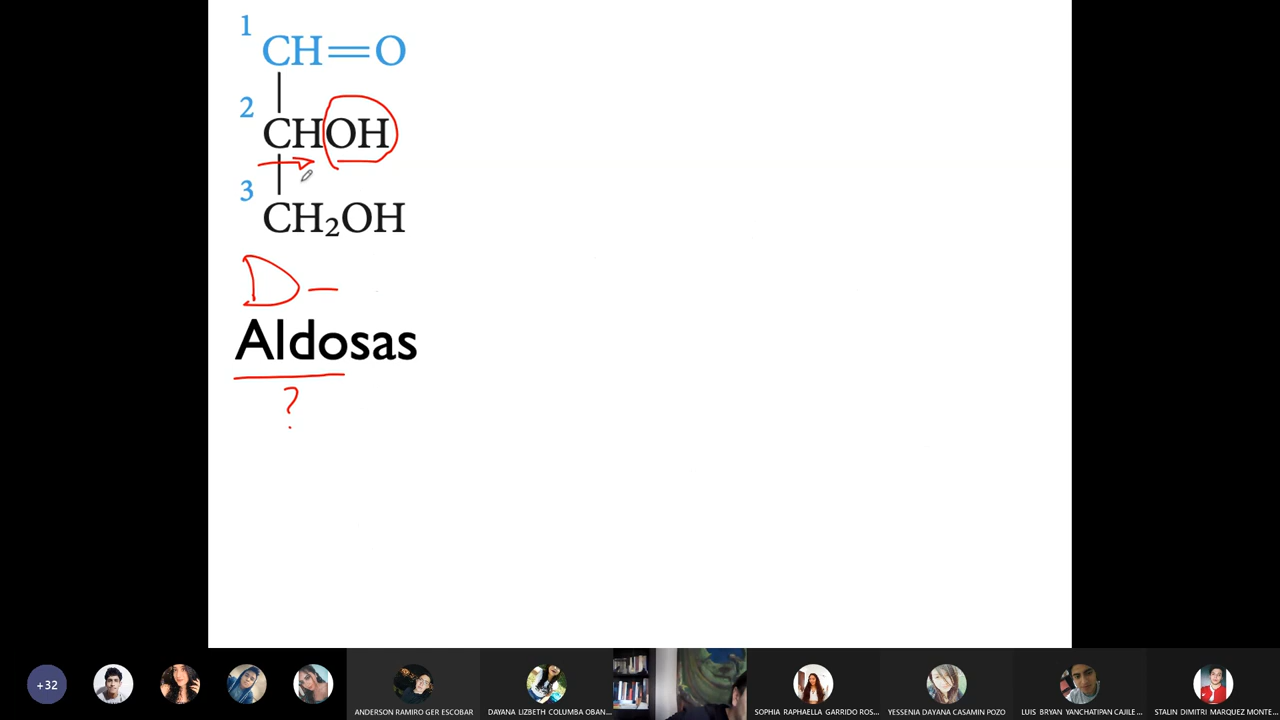 1
CH=O
2
CHOH
3
CH₂OH
D-
Aldosas
?
+32
ANDERSON RAMIRO GER ESCOBAR
DAYANA LIZBETH COLUMBA OBAN...
SOPHIA RAPHAELLA GARRIDO ROS...
YESSENIA DAYANA CASAMIN POZO
LUIS BRYAN YANCHATIPAN CAJILE...
STALIN DIMITRI MARQUEZ MONTE...